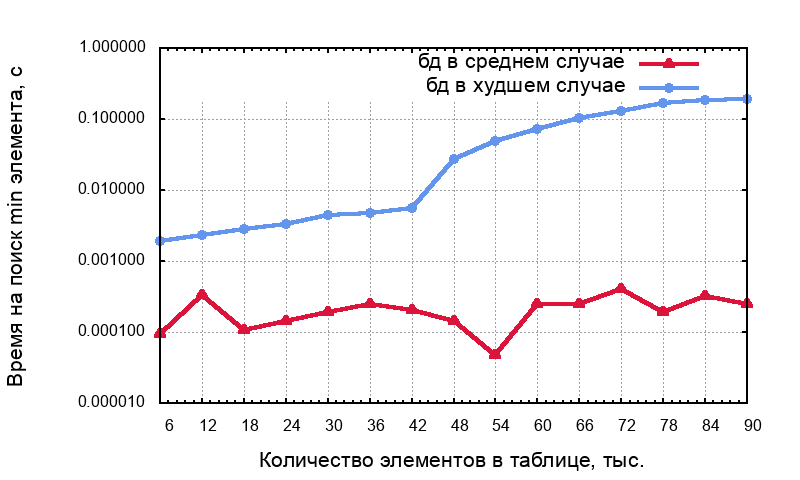 Время на поиск min элемента, с
1.000000
0.100000
0.010000
0.001000
0.000100
0.000010
бд в среднем случае
бд в худшем случае
6 12 18 24 30 36 42 48 54 60 66 72 78 84 90
Количество элементов в таблице, тыс.